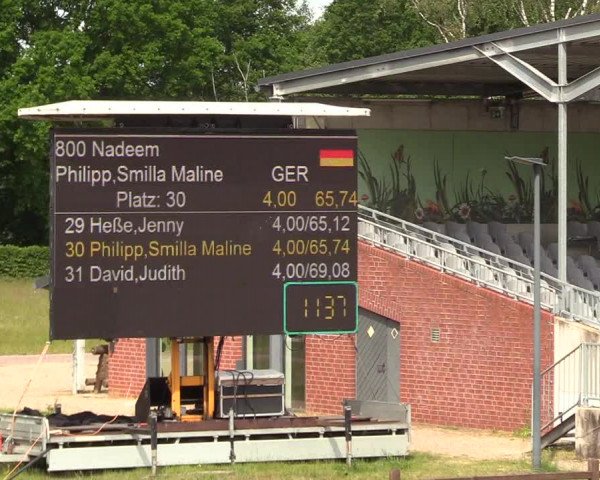 800 Nadeem
Philipp,Smilla Maline GER
Platz: 30 4,00 65,74
29 Heße,Jenny 4,00/65,12
30 Philipp,Smilla Maline 4,00/65,74
31 David,Judith 4,00/69,08
1137